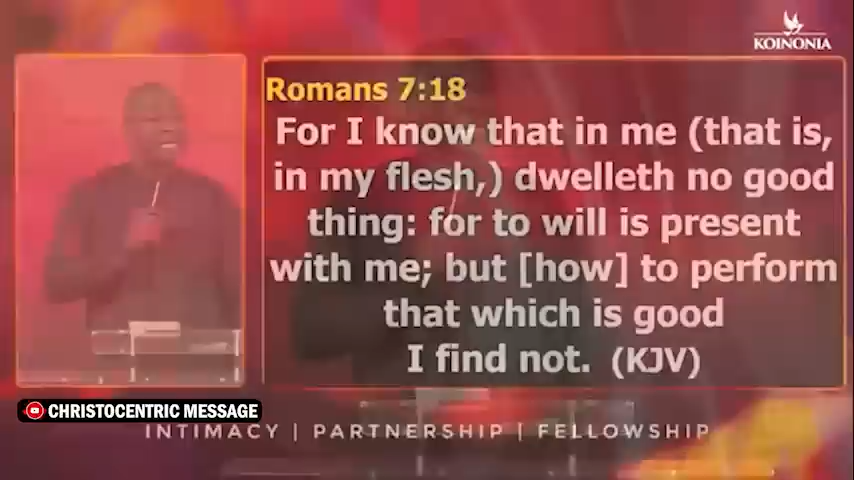 KOINONIA
Romans 7:18
For I know that in me (that is,
in my flesh,) dwelleth no good
thing: for to will is present
with me; but [how] to perform
that which is good
I find not. (KJV)
CHRISTOCENTRIC MESSAGE
INTIMACY | PARTNERSHIP | FELLOWSHIP